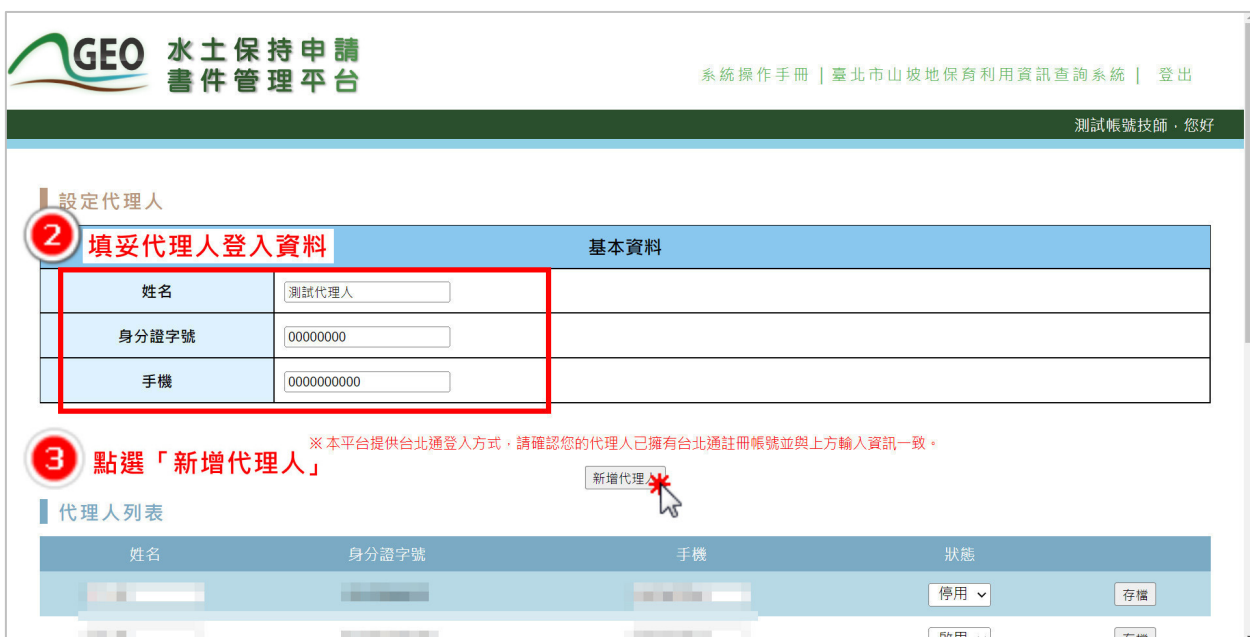 GEO 水土保持申請
書件管理平台
系統操作手冊 | 臺北市山坡地保育利用資訊查詢系統 | 登出
測試帳號技師，您好
設定代理人
2 填妥代理人登入資料
基本資料
姓名 測試代理人
身分證字號 00000000
手機 0000000000
※ 本平台提供台北通登入方式，請確認您的代理人已擁有台北通註冊帳號並與上方輸入資訊一致。
3 點選「新增代理人」
新增代理人
代理人列表
姓名 身分證字號 手機 狀態
停用 存檔
啟用 存檔